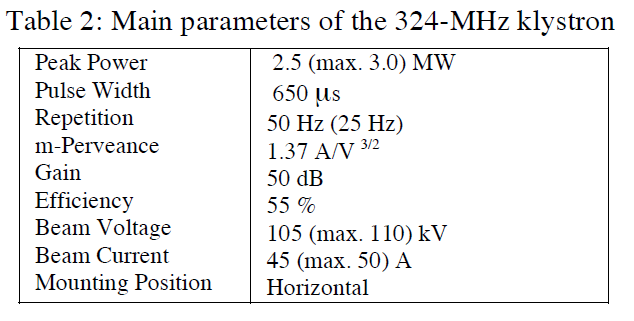 Table 2: Main parameters of the 324-MHz klystron
Peak Power 2.5 (max. 3.0) MW
Pulse Width 650 μs
Repetition 50 Hz (25 Hz)
m-Perveance 1.37 A/V 3/2
Gain 50 dB
Efficiency 55 %
Beam Voltage 105 (max. 110) kV
Beam Current 45 (max. 50) A
Mounting Position Horizontal